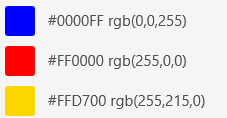 #0000FF rgb(0,0,255)
#FF0000 rgb(255,0,0)
#FFD700 rgb(255,215,0)